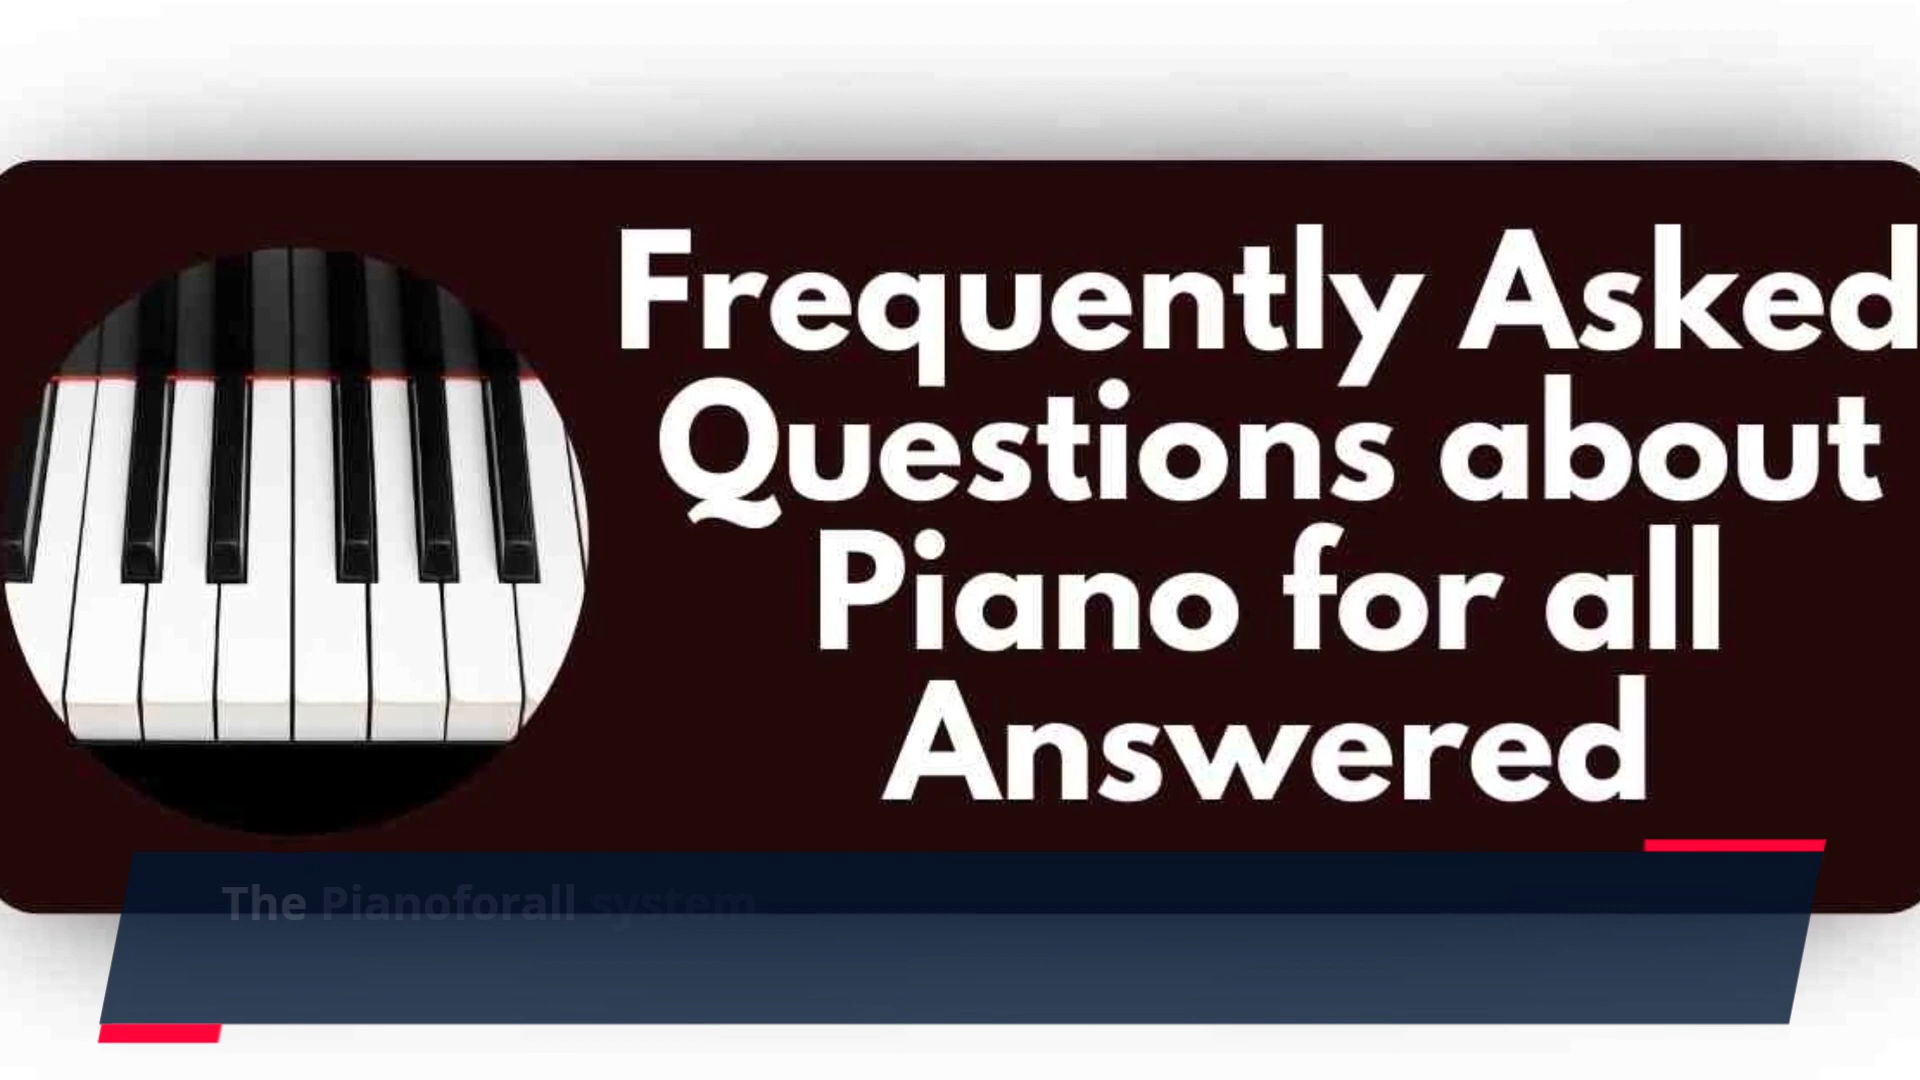 Frequently Asked
Questions about
Piano for all
Answered
The Pianoforall system